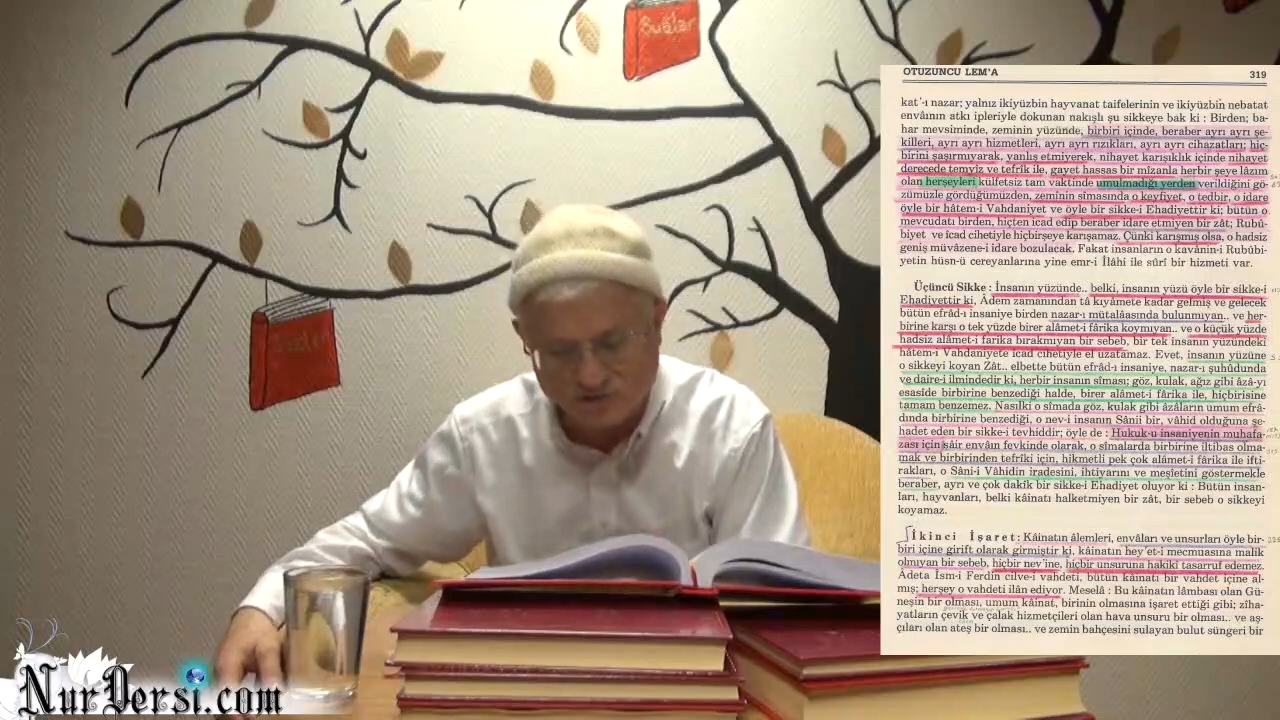 Şuâlar
Sözler
NurDersi.com
OTUZUNCU LEM'A 319
kat'-ı nazar; yalnız ikiyüzbin hayvanat taifelerinin ve ikiyüzbin nebatat
envâının atkı ipleriyle dokunan nakışlı şu sikkeye bak ki : Birden; ba-
har mevsiminde, zeminin yüzünde, birbiri içinde, beraber ayrı ayrı şe-
killeri, ayrı ayrı hizmetleri, ayrı ayrı rızıkları, ayrı ayrı cihazatları; hiç-
birini şaşırmıyarak, yanlış etmiyerek, nihayet karışıklık içinde nihayet
derecede temyiz ve tefrik ile, gayet hassas bir mizanla herbir şeye lâzım
olan herşeyleri külfetsiz tam vaktinde umulmadığı yerden verildiğini gö-
zümüzle gördüğümüzden, zeminin simasında o keyfiyet, o tedbir, o idare
öyle bir hâtem-i Vahdaniyet ve öyle bir sikke-i Ehadiyettir ki; bütün o
mevcudatı birden, hiçten icad edip beraber idare etmiyen bir zât; Rubû-
biyet ve icad cihetiyle hiçbirşeye karışamaz. Çünki karışmış olsa, o hadsiz
geniş müvâzene-i idare bozulacak. Fakat insanların o kavânin-i Rubûbi-
yetin hüsn-ü cereyanlarına yine emr-i İlâhi ile sûrî bir hizmeti var.
Üçüncü Sikke : İnsanın yüzünde.. belki, insanın yüzü öyle bir sikke-i
Ehadiyettir ki, Âdem zamanından tâ kıyâmete kadar gelmiş ve gelecek
bütün efrâd-ı insaniye birden nazar-ı mütalâasında bulunmıyan.. ve her-
birine karşı o tek yüzde birer alâmet-i fârika koymıyan.. ve o küçük yüzde
hadsiz alâmet-i farika bırakmıyan bir sebeb, bir tek insanın yüzündeki
hâtem-i Vahdaniyete icad cihetiyle el uzatamaz. Evet, insanın yüzüne
o sikkeyi koyan Zât.. elbette bütün efrâd-ı insaniye, nazar-ı şuhûdunda
ve daire-i ilmindedir ki, herbir insanın sîması; göz, kulak, ağız gibi âzâ-yı
esaside birbirine benzediği halde, birer alâmet-i fârika ile, hiçbirisine
tamam benzemez. Nasılki o sîmada göz, kulak gibi âzâların umum efrâ-
dında birbirine benzediği, o nev-i insanın Sânii bir, vâhid olduğuna şe-
hadet eden bir sikke-i tevhiddir; öyle de : Hukuk-u insaniyenin muhafa-
zası için sâir envâın fevkinde olarak, o sîmalarda birbirine iltibas olma-
mak ve birbirinden tefriki için, hikmetli pek çok alâmet-i fârika ile ifti-
rakları, o Sâni-i Vâhidin iradesini, ihtiyarını ve meşietini göstermekle
beraber, ayrı ve çok dakik bir sikke-i Ehadiyet oluyor ki : Bütün insan-
ları, hayvanları, belki kâinatı halketmiyen bir zât, bir sebeb o sikkeyi
koyamaz.
İkinci İşaret : Kâinatın âlemleri, envâları ve unsurları öyle bir-
biri içine girift olarak girmiştir ki, kâinatın hey'et-i mecmuasına malik
olmıyan bir sebeb, hiçbir nev'ine, hiçbir unsuruna hakikî tasarruf edemez.
Âdeta İsm-i Ferdin cilve-i vahdeti, bütün kâinatı bir vahdet içine al-
mış; herşey o vahdeti ilân ediyor. Meselâ : Bu kâinatın lâmbası olan Gü-
neşin bir olması, umum kâinat, birinin olmasına işaret ettiği gibi; zîha-
yatların çevik ve çalak hizmetçileri olan hava unsuru bir olması.. ve aş-
çıları olan ateş bir olması.. ve zemin bahçesini sulayan bulut süngeri bir